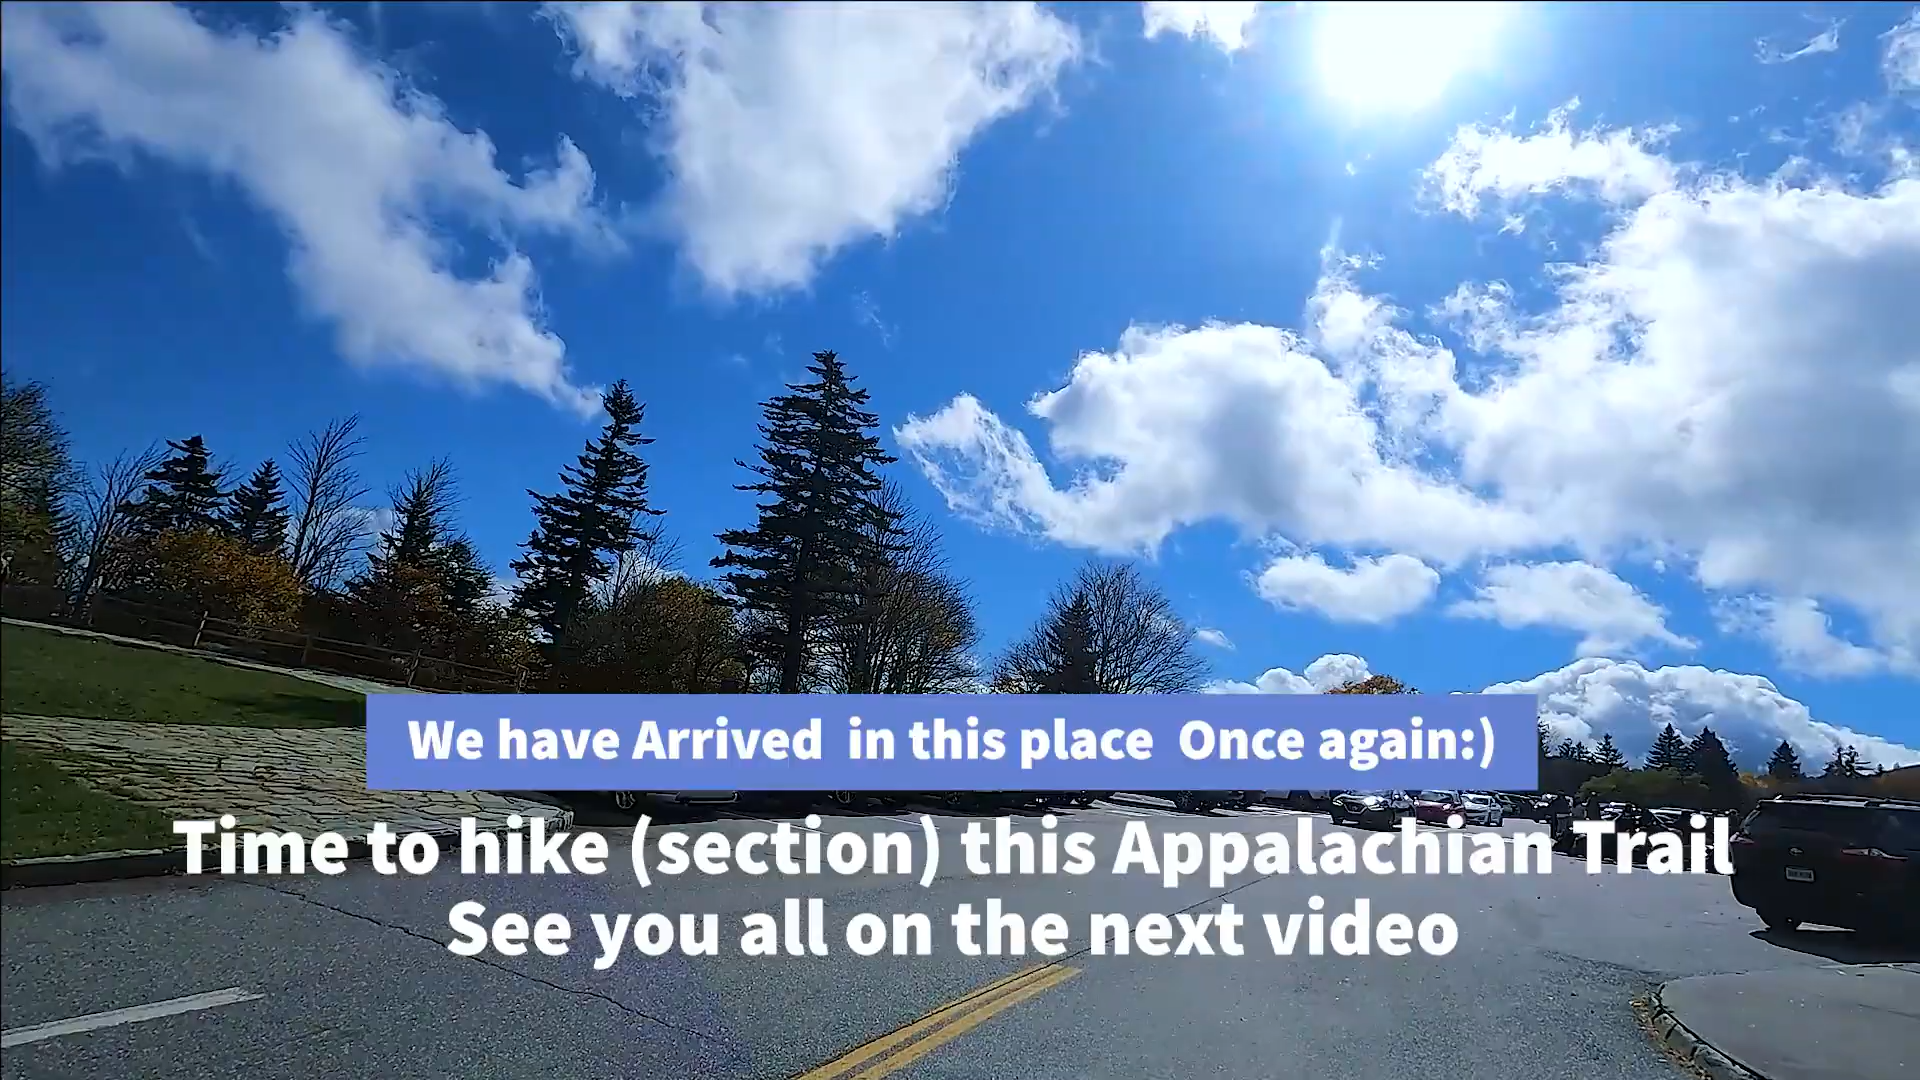 We have Arrived  in this place  Once again:)
Time to hike (section) this Appalachian Trail
See you all on the next video